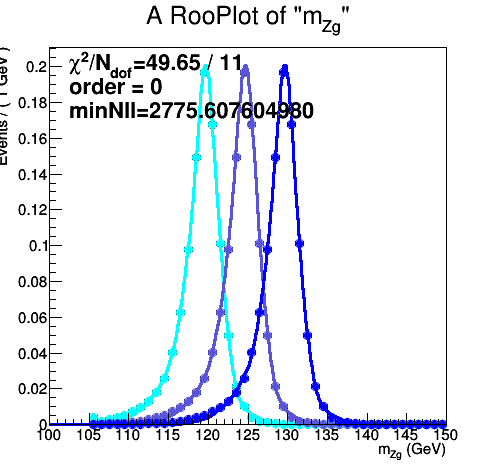 A RooPlot of "m_Zg"
χ²/N_dof=49.65 / 11
order = 0
minNll=2775.607604980
Events / ( 1 GeV )
0.2
0.18
0.16
0.14
0.12
0.1
0.08
0.06
0.04
0.02
0
100 105 110 115 120 125 130 135 140 145 150
m_Zg (GeV)